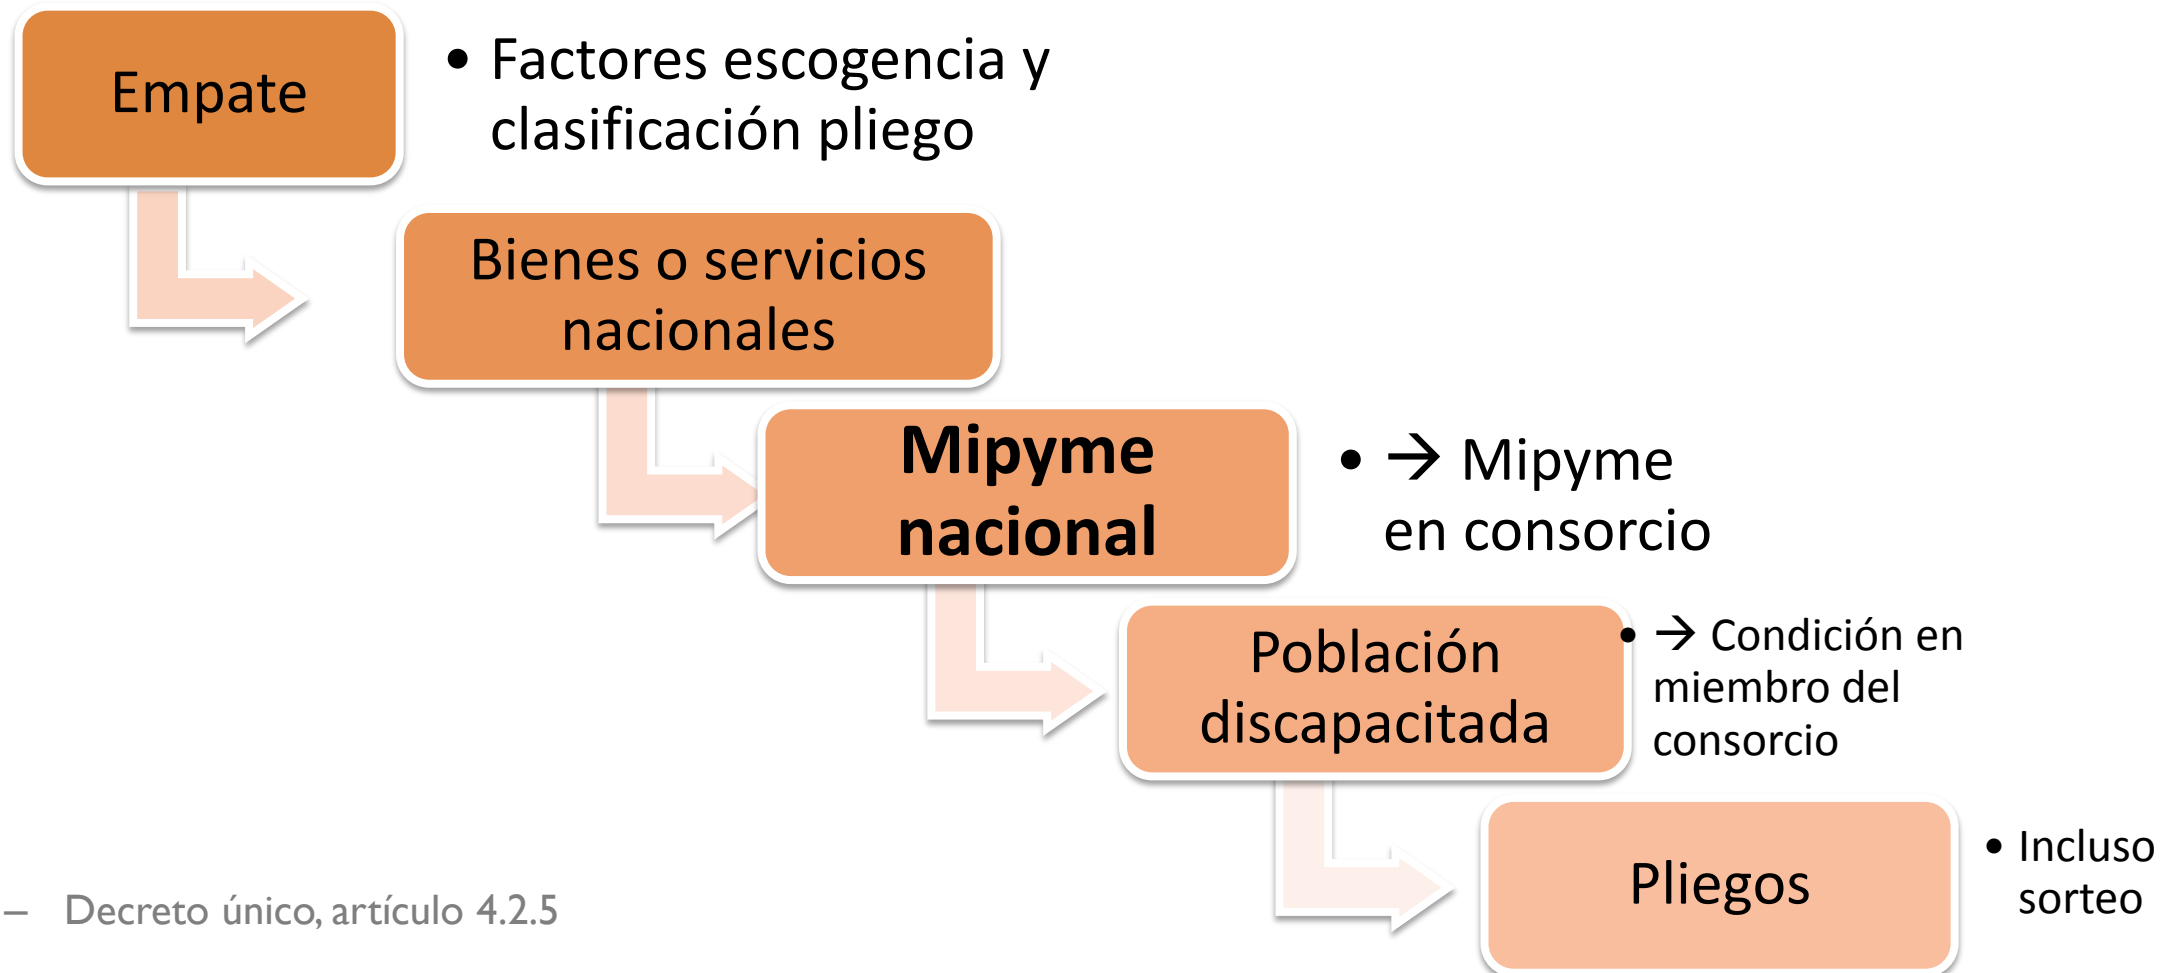 Empate
• Factores escogencia y
clasificación pliego
Bienes o servicios
nacionales
Mipyme
nacional
• → Mipyme
en consorcio
Población
discapacitada
• → Condición en
miembro del
consorcio
Pliegos
• Incluso
sorteo
– Decreto único, artículo 4.2.5